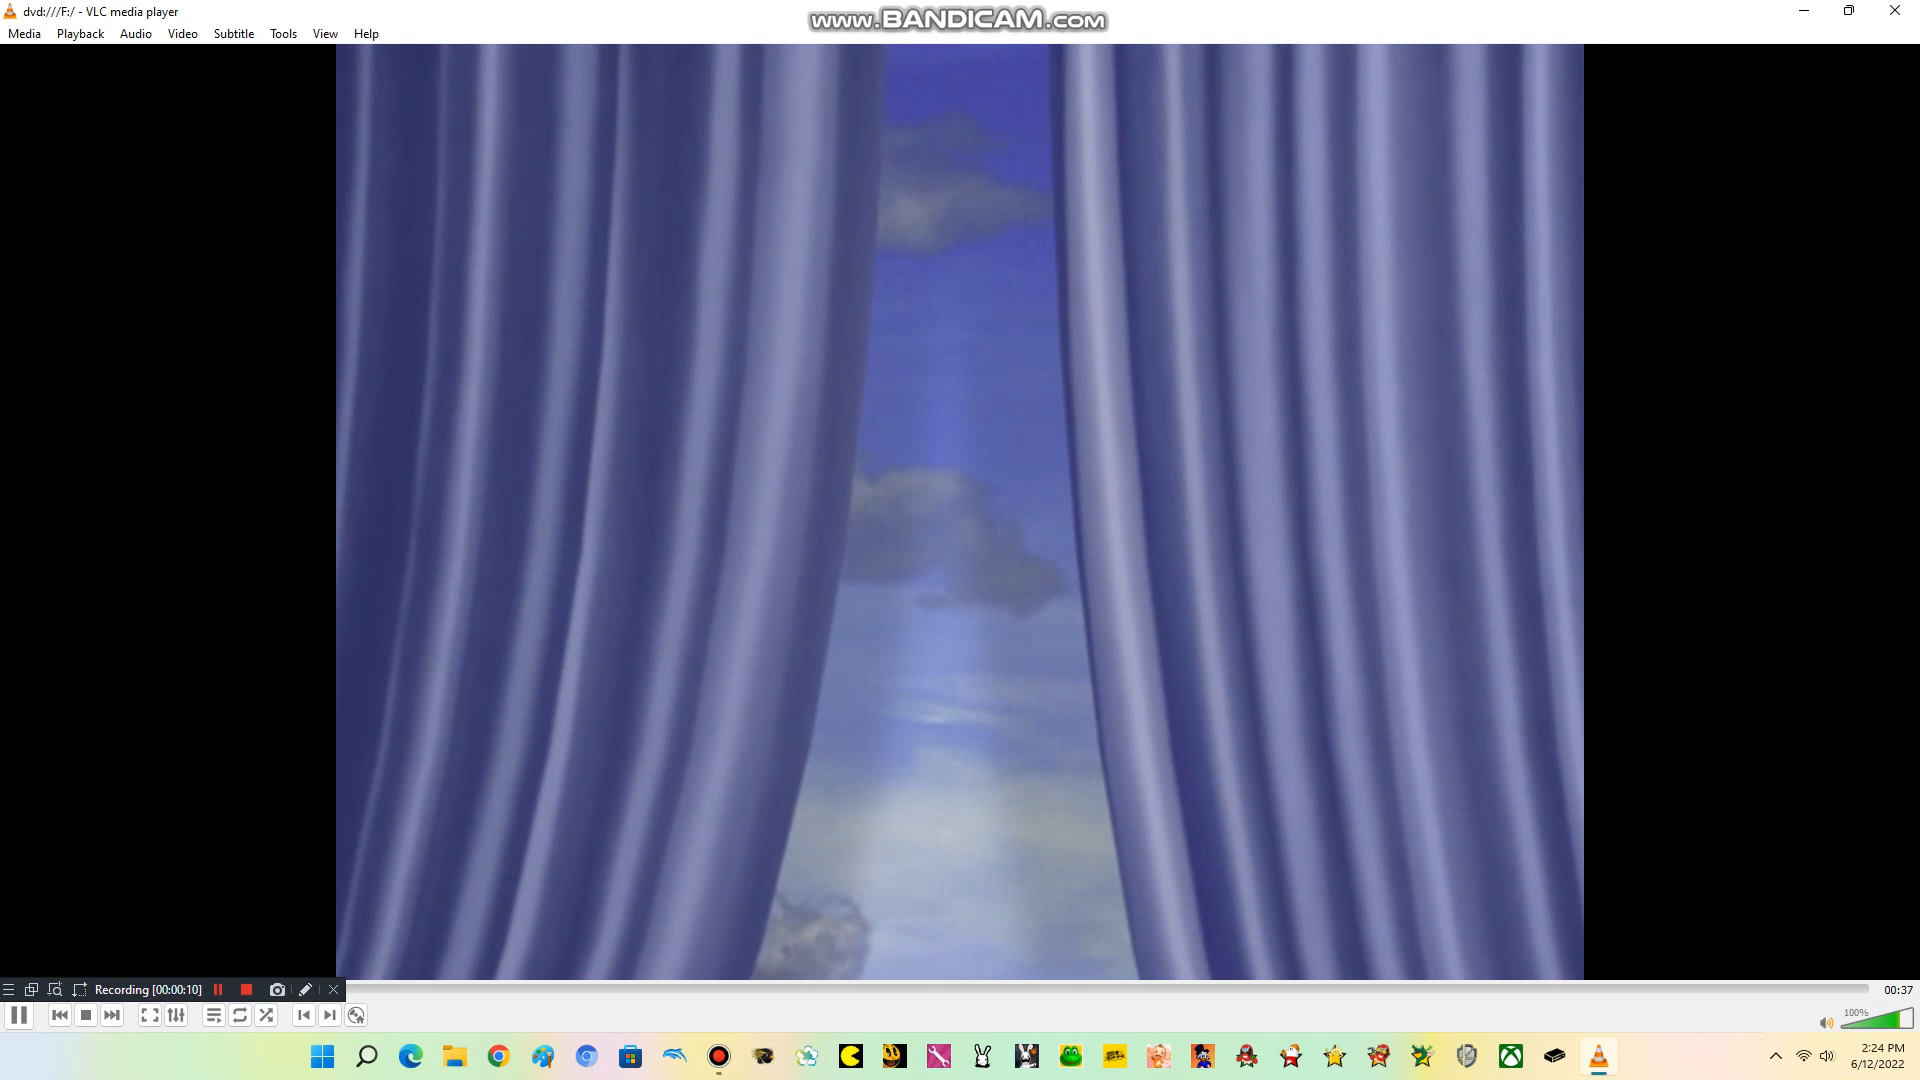 dvd:///F:/ - VLC media player
www.BANDICAM.com
Media Playback Audio Video Subtitle Tools View Help
Recording [00:00:10]
00:37
100%
2:24 PM
6/12/2022